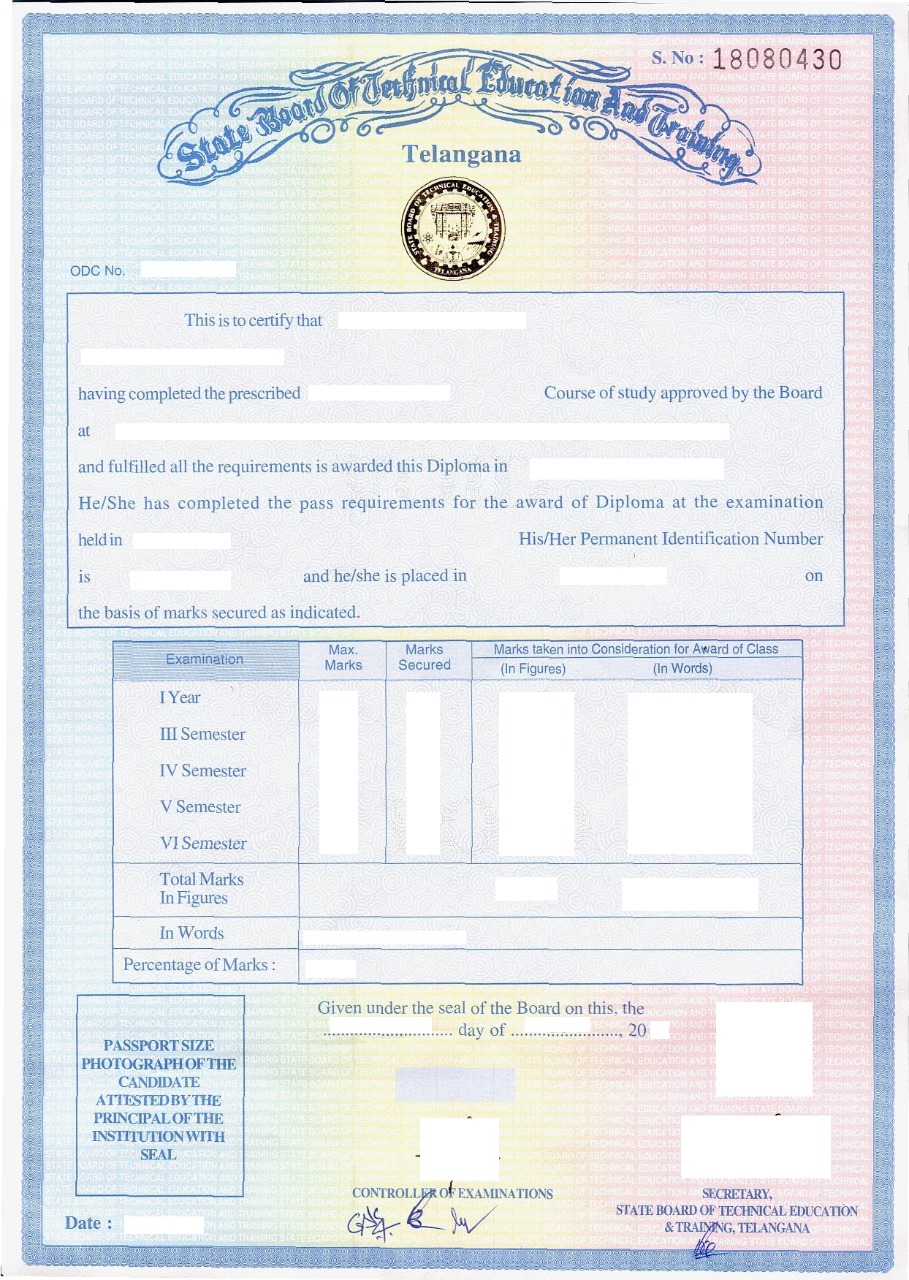 S. No : 18080430
State Board Of Technical Education And Training
Telangana
STATE BOARD OF TECHNICAL EDUCATION & TRAINING
TELANGANA
ODC No.
This is to certify that
having completed the prescribed Course of study approved by the Board
at
and fulfilled all the requirements is awarded this Diploma in
He/She has completed the pass requirements for the award of Diploma at the examination
held in His/Her Permanent Identification Number
is and he/she is placed in on
the basis of marks secured as indicated.
Examination Max. Marks Marks Secured Marks taken into Consideration for Award of Class
(In Figures) (In Words)
I Year
III Semester
IV Semester
V Semester
VI Semester
Total Marks
In Figures
In Words
Percentage of Marks :
Given under the seal of the Board on this, the
........................... day of ......................., 20
PASSPORT SIZE
PHOTOGRAPH OF THE
CANDIDATE
ATTESTED BY THE
PRINCIPAL OF THE
INSTITUTION WITH
SEAL
Date :
CONTROLLER OF EXAMINATIONS
SECRETARY,
STATE BOARD OF TECHNICAL EDUCATION
& TRAINING, TELANGANA